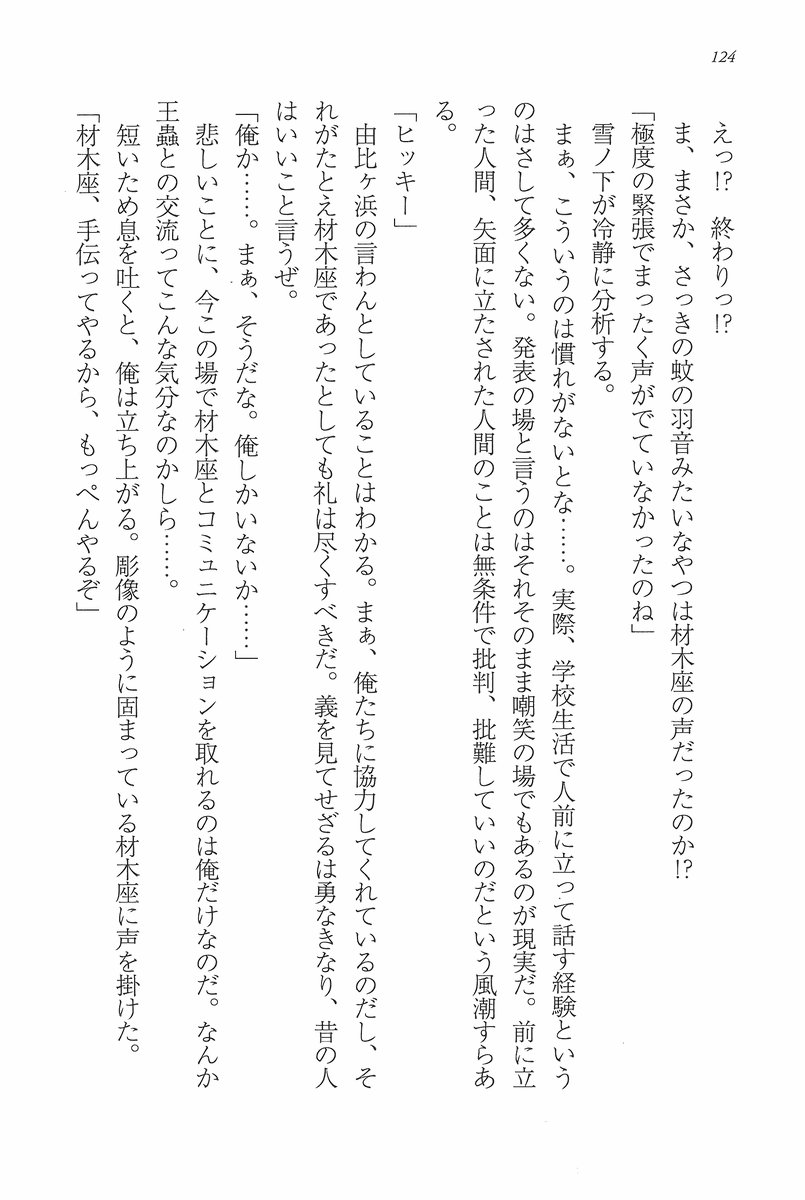 124
えっ!?　終わりっ!?
ま、まさか、さっきの蚊の羽音みたいなやつは材木座の声だったのか!?
「極度の緊張でまったく声がでていなかったのね」
雪ノ下が冷静に分析する。
まぁ、こういうのは慣れがないとな……。実際、学校生活で人前に立って話す経験という
のはさして多くない。発表の場と言うのはそれそのまま嘲笑の場でもあるのが現実だ。前に立
った人間、矢面に立たされた人間のことは無条件で批判、批難していいのだという風潮すらあ
る。
「ヒッキー」
由比ヶ浜の言わんとしていることはわかる。まぁ、俺たちに協力してくれているのだし、そ
れがたとえ材木座であったとしても礼は尽くすべきだ。義を見てせざるは勇なきなり、昔の人
はいいこと言うぜ。
「俺か……。まぁ、そうだな。俺しかいないか……」
悲しいことに、今この場で材木座とコミュニケーションを取れるのは俺だけなのだ。なんか
王蟲との交流ってこんな気分なのかしら……。
短いため息を吐くと、俺は立ち上がる。彫像のように固まっている材木座に声を掛けた。
「材木座、手伝ってやるから、もっぺんやるぞ」